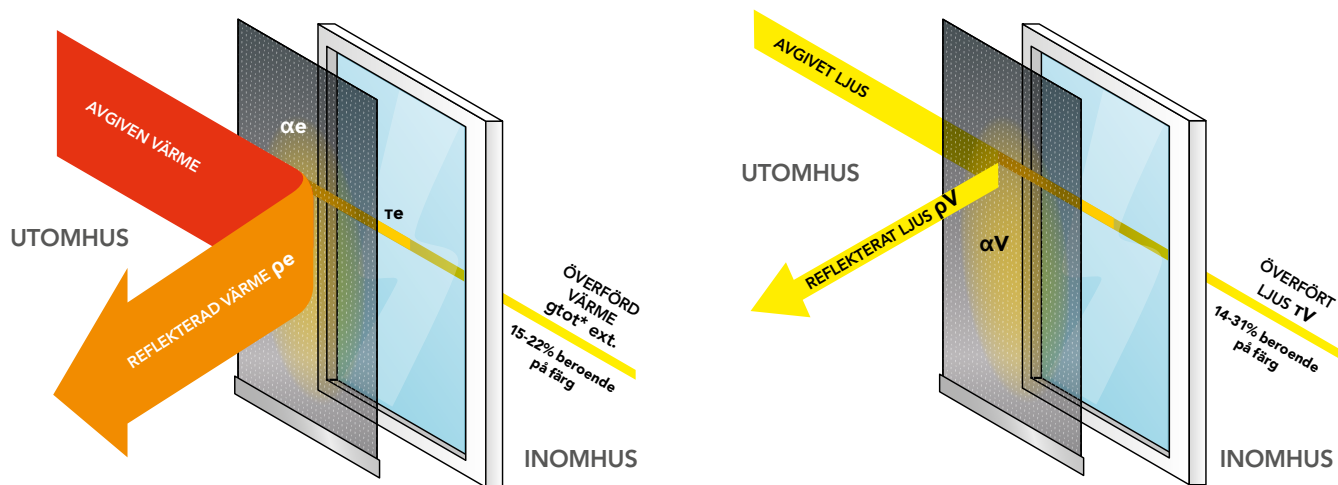 AVGIVEN VÄRME
αe
τe
UTOMHUS
REFLEKTERAD VÄRME ρe
ÖVERFÖRD
VÄRME
gtot* ext.
15-22% beroende
på färg
INOMHUS
AVGIVET LJUS
UTOMHUS
REFLEKTERAT LJUS ρV
αV
ÖVERFÖRT
LJUS τV
14-31% beroende
på färg
INOMHUS